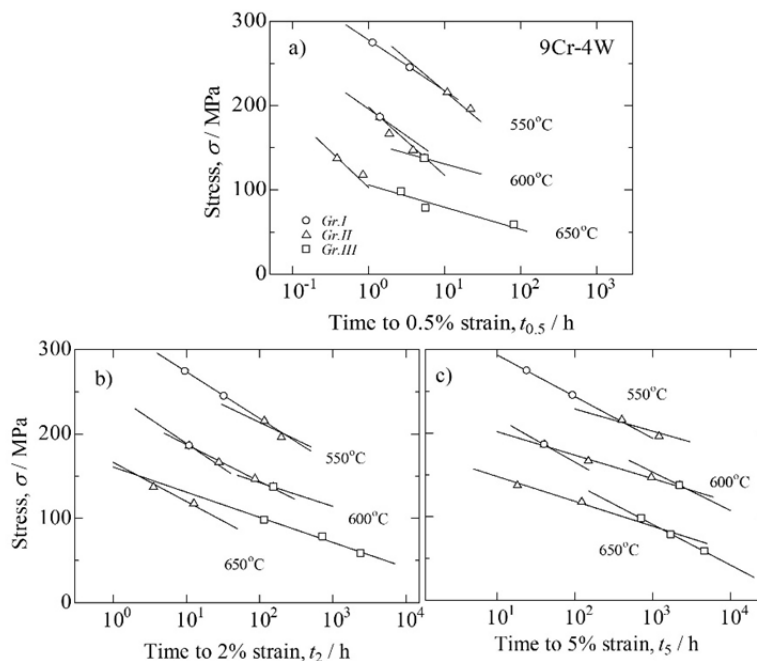 300
a)
9Cr-4W
200
550°C
600°C
100
Gr.I
Gr.II
Gr.III
650°C
0
10⁻¹ 10⁰ 10¹ 10² 10³
Stress, σ / MPa
Time to 0.5% strain, t₀.₅ / h
300
b)
200
550°C
600°C
100
650°C
0
10⁰ 10¹ 10² 10³ 10⁴
Stress, σ / MPa
Time to 2% strain, t₂ / h
c)
550°C
600°C
650°C
10¹ 10² 10³ 10⁴
Time to 5% strain, t₅ / h